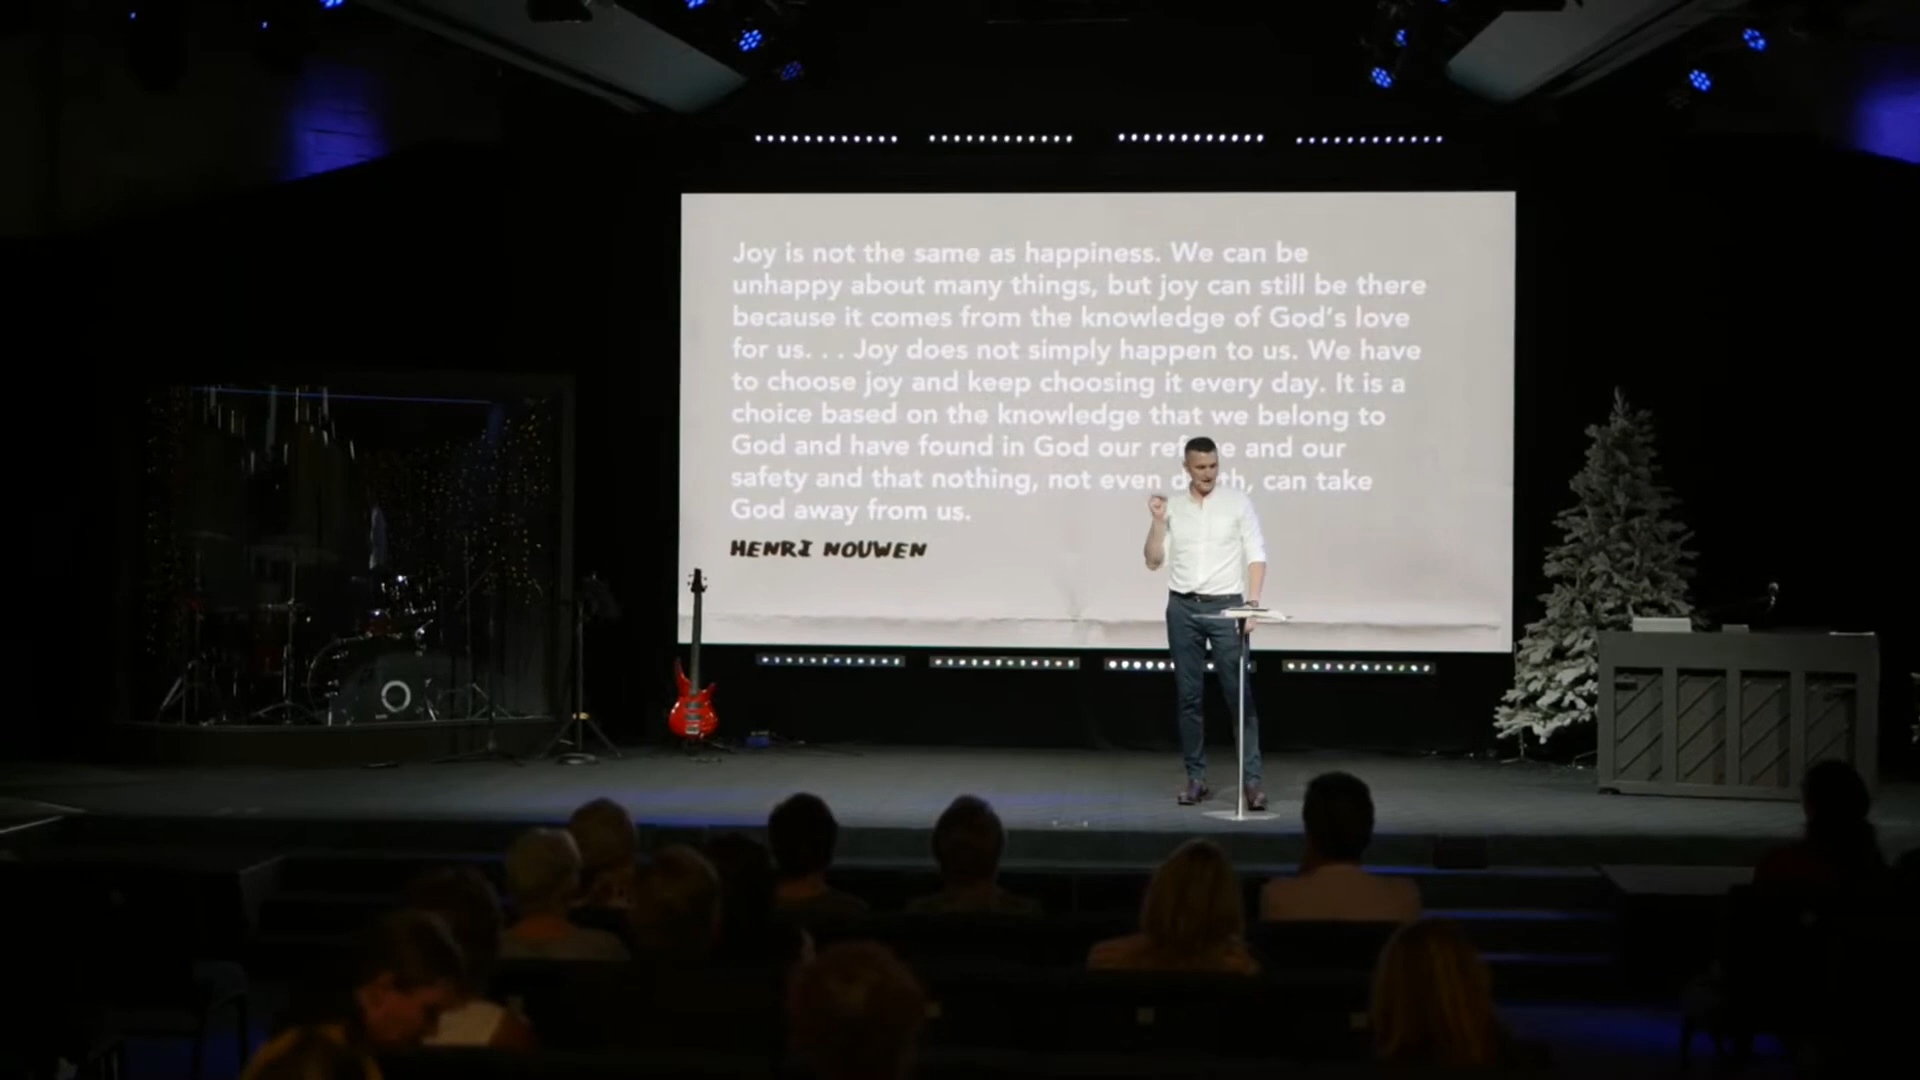 Joy is not the same as happiness. We can be
unhappy about many things, but joy can still be there
because it comes from the knowledge of God's love
for us. . . Joy does not simply happen to us. We have
to choose joy and keep choosing it every day. It is a
choice based on the knowledge that we belong to
God and have found in God our and our
safety and that nothing, not even can take
God away from us.
HENRI NOUWEN